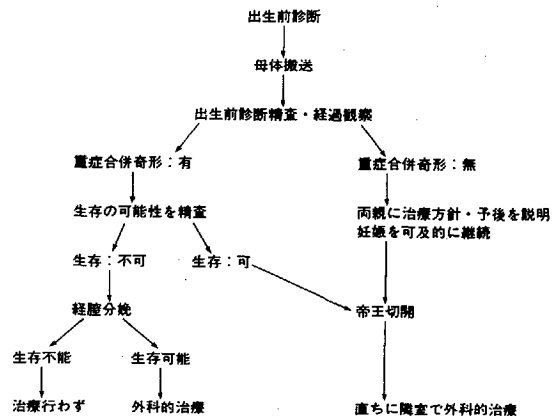 出生前診断
母体搬送
出生前診断精査・経過観察
重症合併奇形：有
重症合併奇形：無
生存の可能性を精査
両親に治療方針・予後を説明
妊娠を可及的に継続
生存：不可
生存：可
経膣分娩
帝王切開
生存不能
生存可能
治療行わず
外科的治療
直ちに隣室で外科的治療